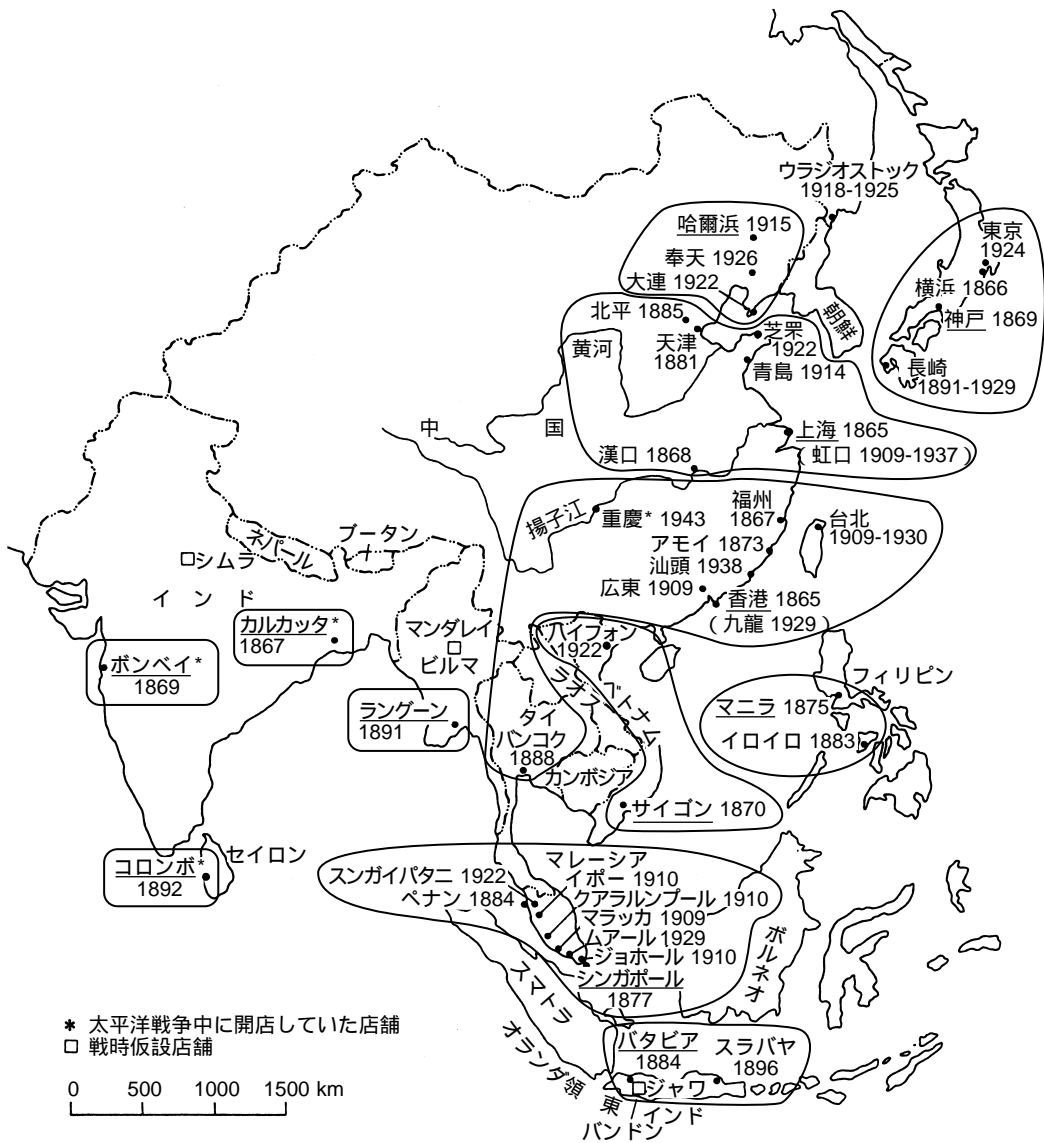 ウラジオストック
1918-1925
哈爾浜 1915
奉天 1926
大連 1922
東京
1924
横浜 1866
神戸 1869
長崎
1891-1929
朝鮮
北平 1885
天津
1881
芝罘
1922
青島 1914
黄河
中国
上海 1865
(虹口 1909-1937)
漢口 1868
揚子江
重慶* 1943
福州
1867
アモイ 1873
汕頭 1938
広東 1909
香港 1865
(九龍 1929)
台北
1909-1930
ネパール
ブータン
シムラ
インド
カルカッタ*
1867
ボンベイ*
1869
マンダレイ
ビルマ
ラングーン
1891
ハイフォン
1922
ラオス
ベトナム
タイ
バンコク
1888
カンボジア
サイゴン 1870
フィリピン
マニラ 1875
イロイロ 1883
コロンボ*
1892
セイロン
マレーシア
スンガイパタニ 1922
イポー 1910
ペナン 1884
クアラルンプール 1910
マラッカ 1909
ムアール 1929
ジョホール 1910
シンガポール
1877
ボルネオ
スマトラ
オランダ領東インド
バタビア
1884
スラバヤ
1896
ジャワ
バンドン
* 太平洋戦争中に開店していた店舗
□ 戦時仮設店舗
0 500 1000 1500 km